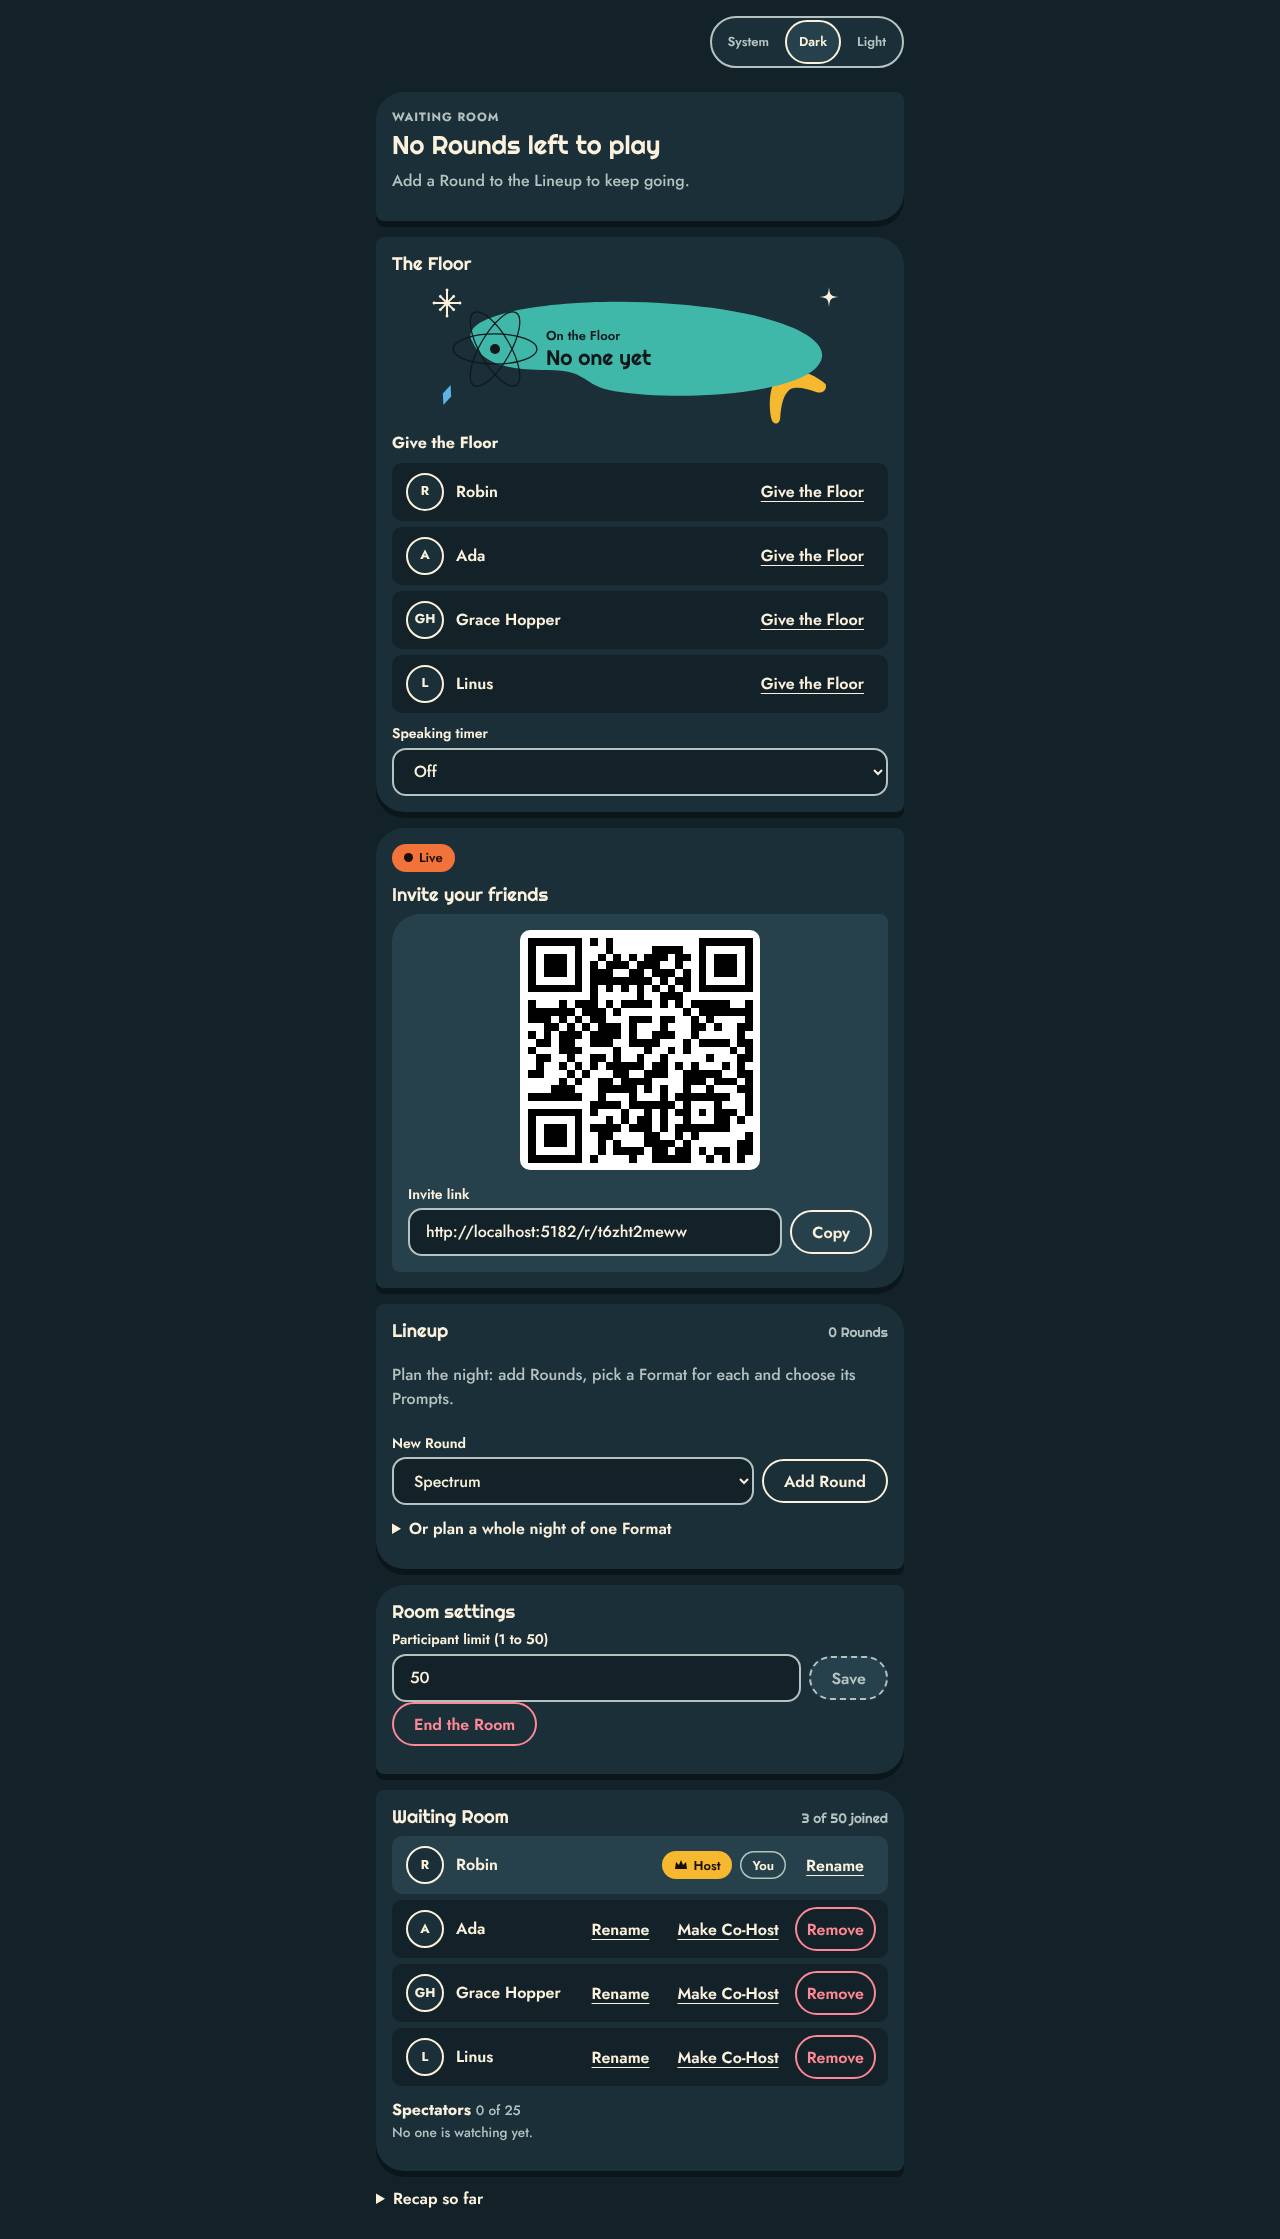 System Dark Light
WAITING ROOM
No Rounds left to play
Add a Round to the Lineup to keep going.
The Floor
On the Floor
No one yet
Give the Floor
R Robin Give the Floor
A Ada Give the Floor
GH Grace Hopper Give the Floor
L Linus Give the Floor
Speaking timer
Off
Live
Invite your friends
Invite link
http://localhost:5182/r/t6zht2meww Copy
Lineup 0 Rounds
Plan the night: add Rounds, pick a Format for each and choose its
Prompts.
New Round
Spectrum Add Round
Or plan a whole night of one Format
Room settings
Participant limit (1 to 50)
50 Save
End the Room
Waiting Room 3 of 50 joined
R Robin Host You Rename
A Ada Rename Make Co-Host Remove
GH Grace Hopper Rename Make Co-Host Remove
L Linus Rename Make Co-Host Remove
Spectators 0 of 25
No one is watching yet.
Recap so far